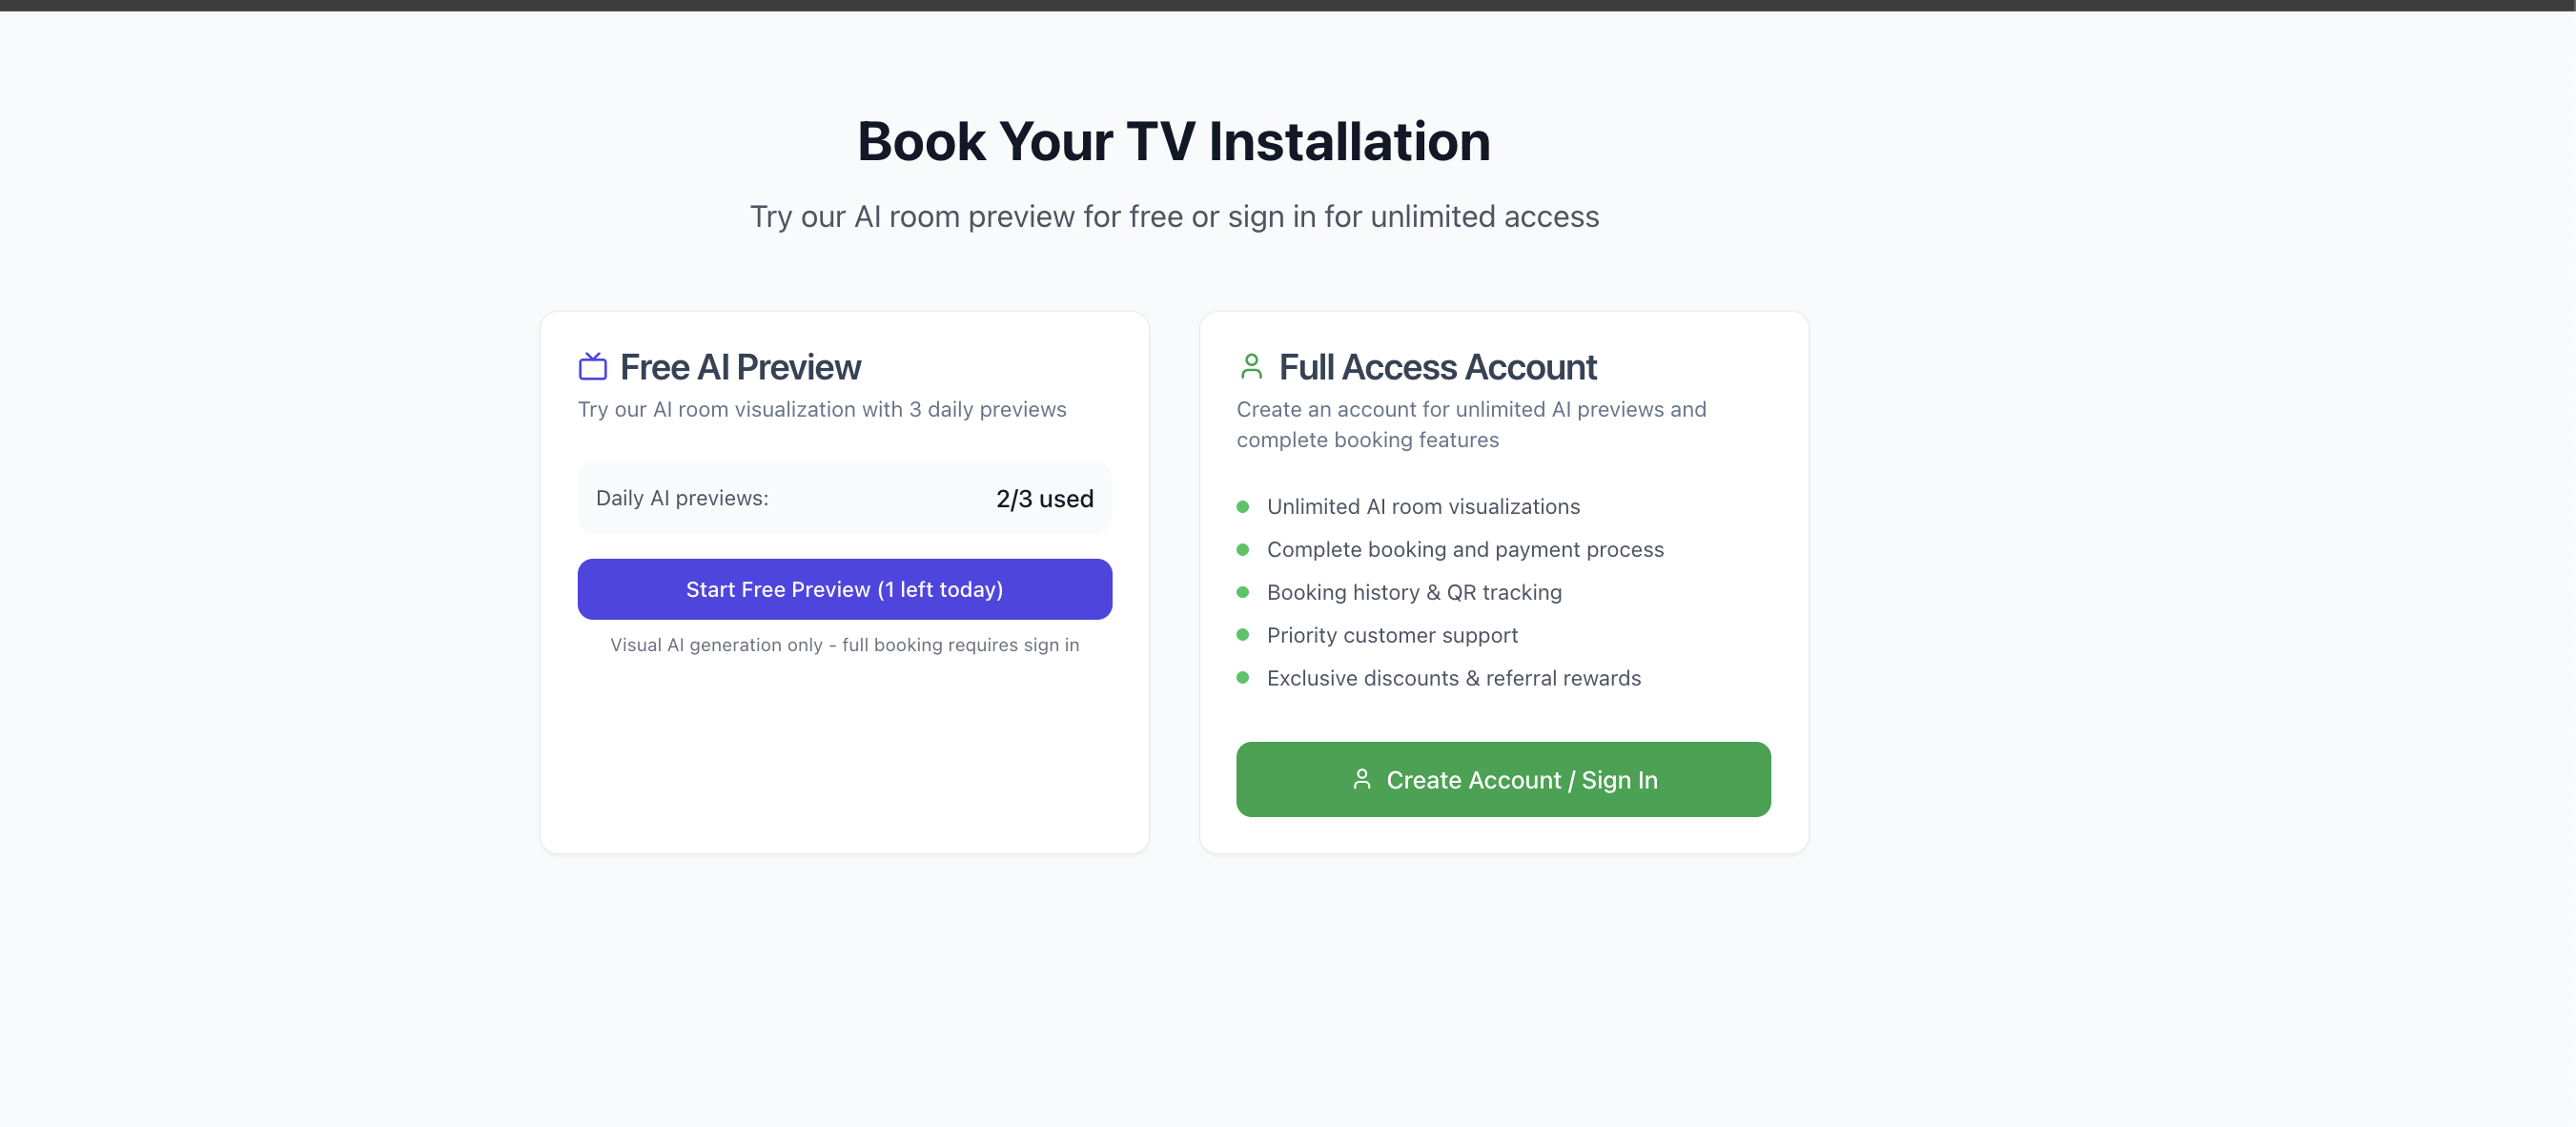 Book Your TV Installation
Try our AI room preview for free or sign in for unlimited access
Free AI Preview
Try our AI room visualization with 3 daily previews
Daily AI previews:
2/3 used
Start Free Preview (1 left today)
Visual AI generation only - full booking requires sign in
Full Access Account
Create an account for unlimited AI previews and
complete booking features
Unlimited AI room visualizations
Complete booking and payment process
Booking history & QR tracking
Priority customer support
Exclusive discounts & referral rewards
Create Account / Sign In